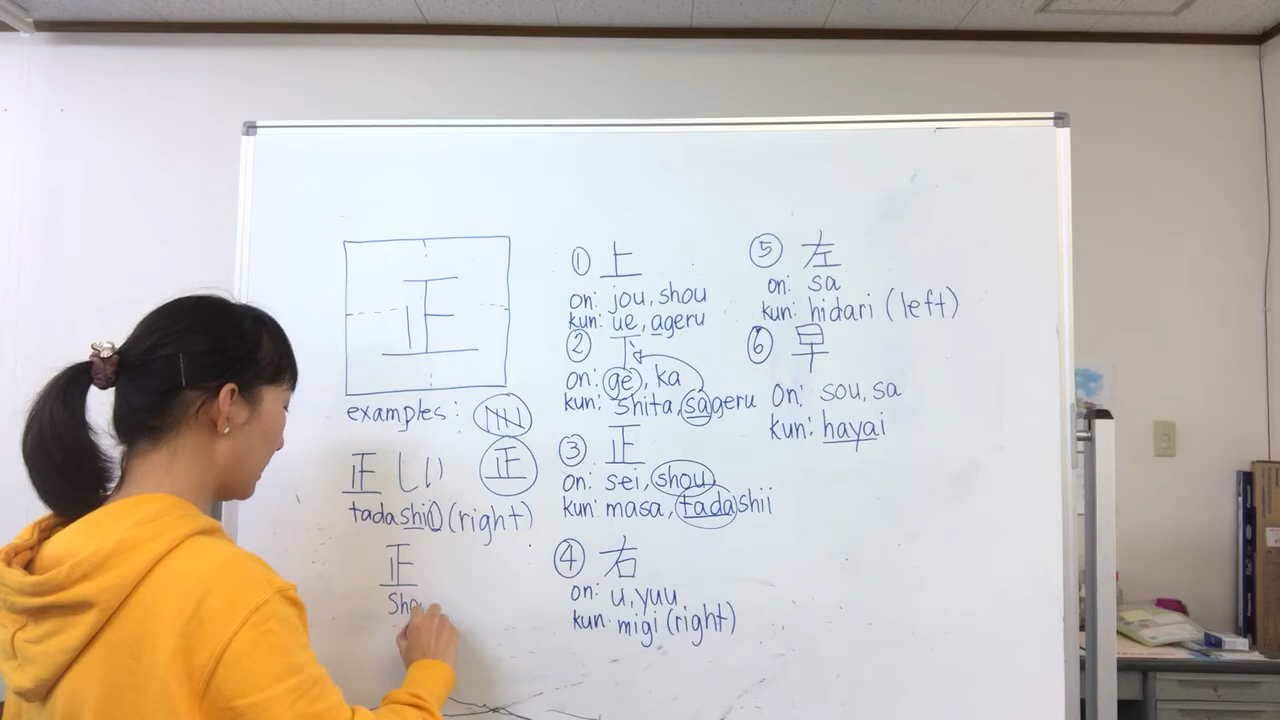 正
examples:
正しい 正
tadashii (right)
正
sho
① 上
on: jou, shou
kun: ue, ageru
② 下
on: ge, ka
kun: shita, sageru
③ 正
on: sei, shou
kun: masa, tadashii
④ 右
on: u, yuu
kun: migi (right)
⑤ 左
on: sa
kun: hidari (left)
⑥ 早
On: sou, sa
kun: hayai